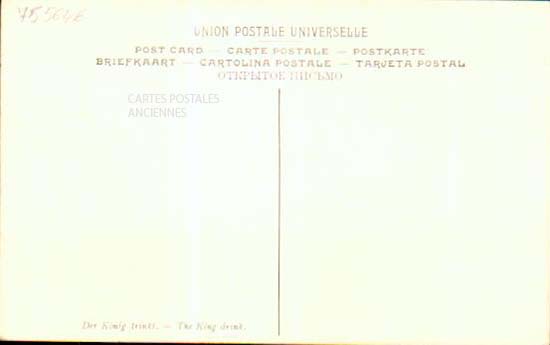 755646
UNION POSTALE UNIVERSELLE
POST CARD — CARTE POSTALE — POSTKARTE
BRIEFKAART — CARTOLINA POSTALE — TARJETA POSTAL
ОТКРЫТОЕ ПИСЬМО
CARTES POSTALES
ANCIENNES
Der König trinkt. — The King drink.